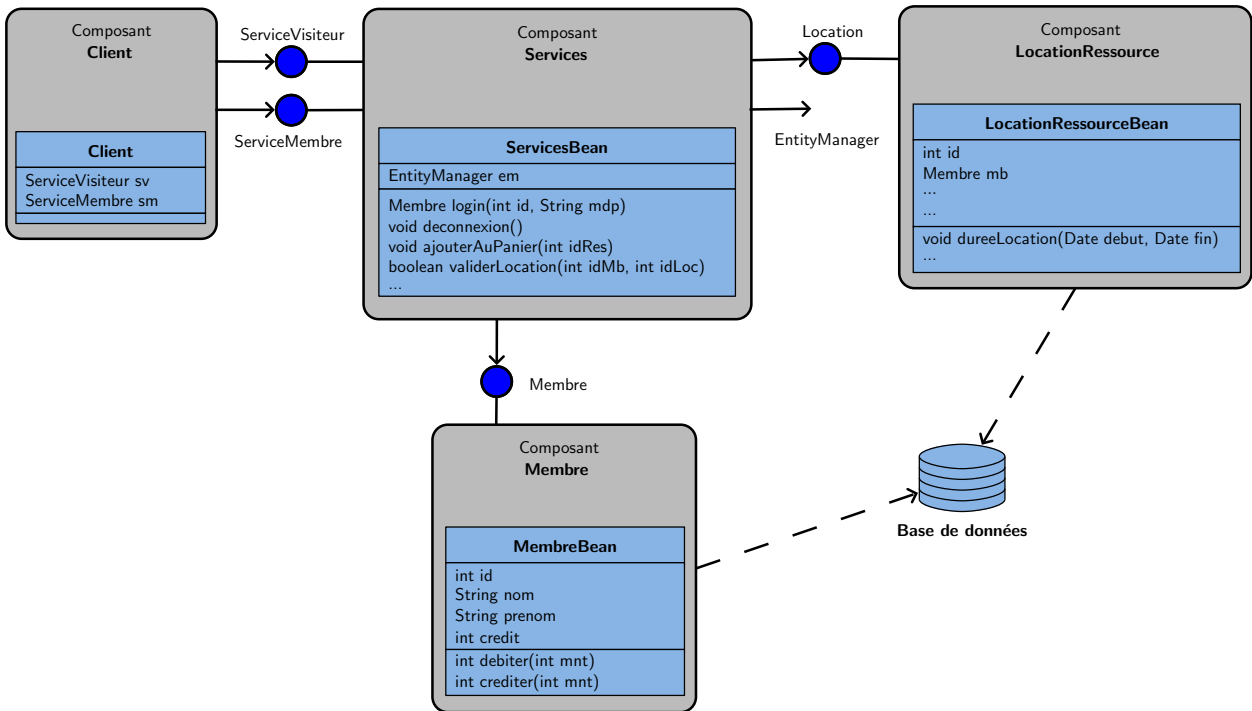 Composant
Client
Client
ServiceVisiteur sv
ServiceMembre sm
ServiceVisiteur
ServiceMembre
Composant
Services
ServicesBean
EntityManager em
Membre login(int id, String mdp)
void deconnexion()
void ajouterAuPanier(int idRes)
boolean validerLocation(int idMb, int idLoc)
...
Location
EntityManager
Composant
LocationRessource
LocationRessourceBean
int id
Membre mb
...
...
void dureeLocation(Date debut, Date fin)
...
Membre
Composant
Membre
MembreBean
int id
String nom
String prenom
int credit
int debiter(int mnt)
int crediter(int mnt)
Base de données